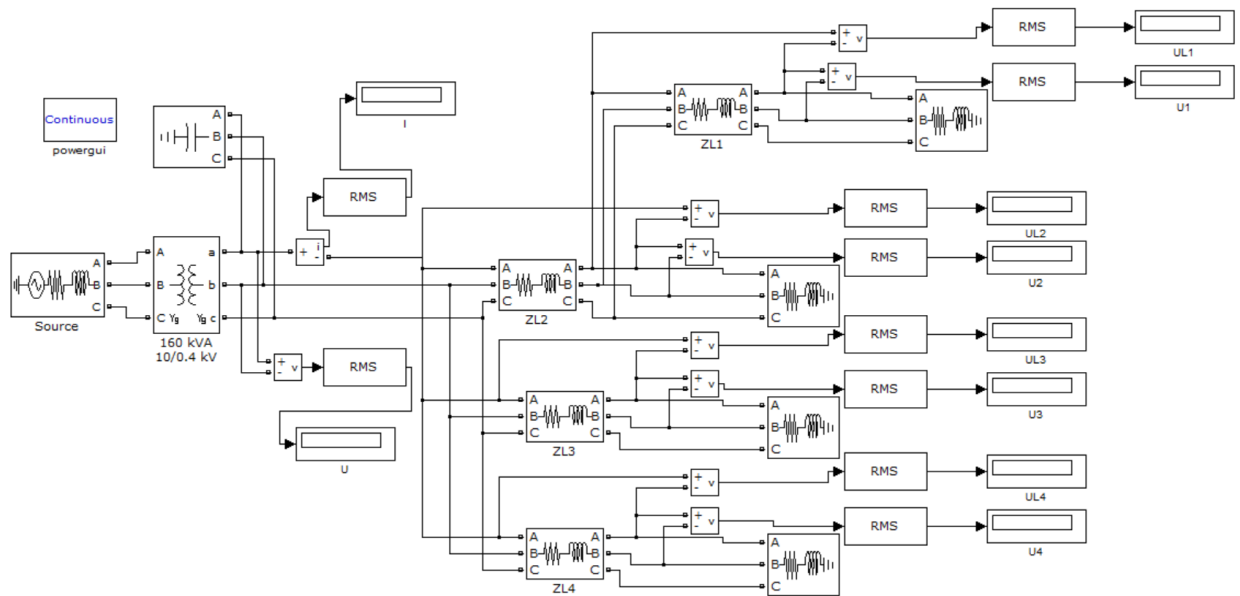 RMS
UL1
RMS
U1
A A
B B
C C
ZL1
A
B
C
+
-
v
+
-
v
Continuous
powergui
A
B
C
I
RMS
i
+
-
A
B
C
Source
A a
B b
C Yg Yg c
160 kVA
10/0.4 kV
+
-
v
RMS
U
A A
B B
C C
ZL2
+
-
v
RMS
UL2
+
-
v
RMS
U2
A
B
C
+
-
v
RMS
UL3
+
-
v
RMS
U3
A A
B B
C C
ZL3
A
B
C
+
-
v
RMS
UL4
+
-
v
RMS
U4
A A
B B
C C
ZL4
A
B
C